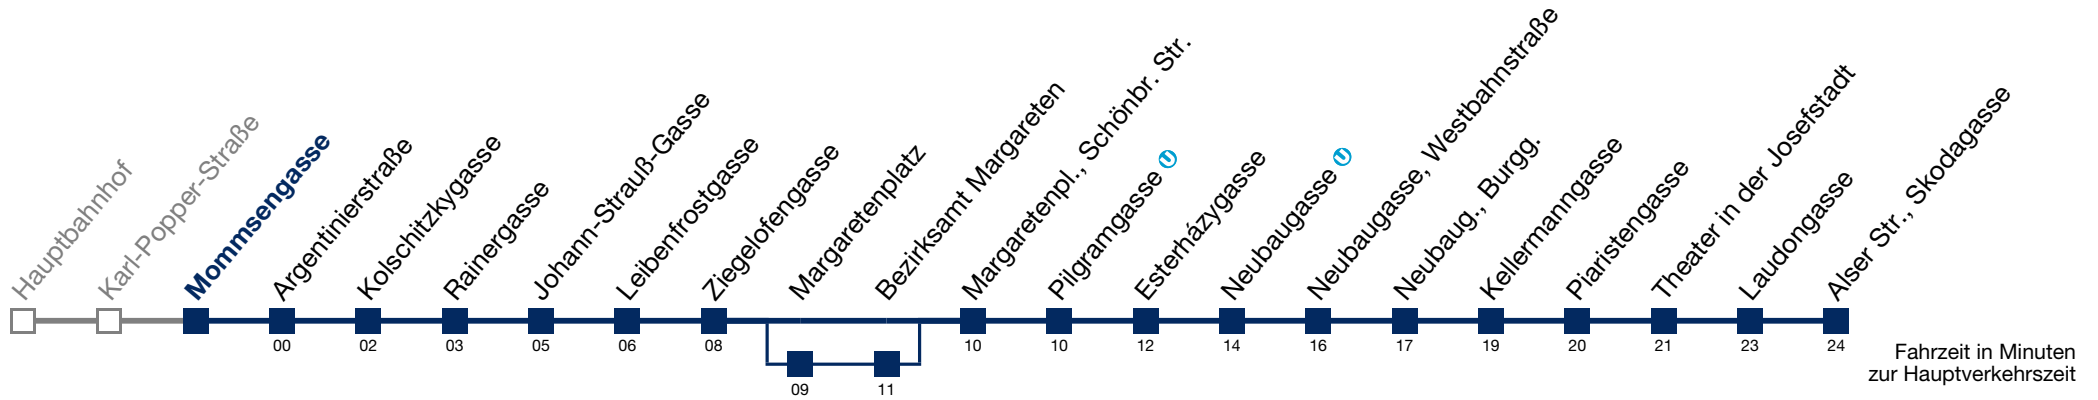 Hauptbahnhof
Karl-Popper-Straße
Mommsengasse
Argentinierstraße
Kolschitzkygasse
Rainergasse
Johann-Strauß-Gasse
Leibenfrostgasse
Ziegelofengasse
Margaretenplatz
Bezirksamt Margareten
Margaretenpl., Schönbr. Str.
Pilgramgasse U
Esterházygasse
Neubaugasse U
Neubaugasse, Westbahnstraße
Neubaug., Burgg.
Kellermanngasse
Piaristengasse
Theater in der Josefstadt
Laudongasse
Alser Str., Skodagasse
00 02 03 05 06 08 10 10 12 14 16 17 19 20 21 23 24
09 11
Fahrzeit in Minuten
zur Hauptverkehrszeit